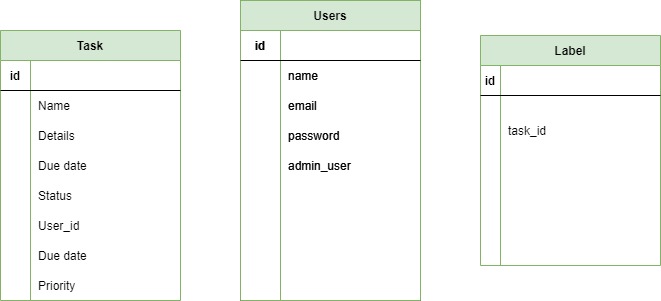 Task
id
Name
Details
Due date
Status
User_id
Due date
Priority
Users
id
name
email
password
admin_user
Label
id
task_id